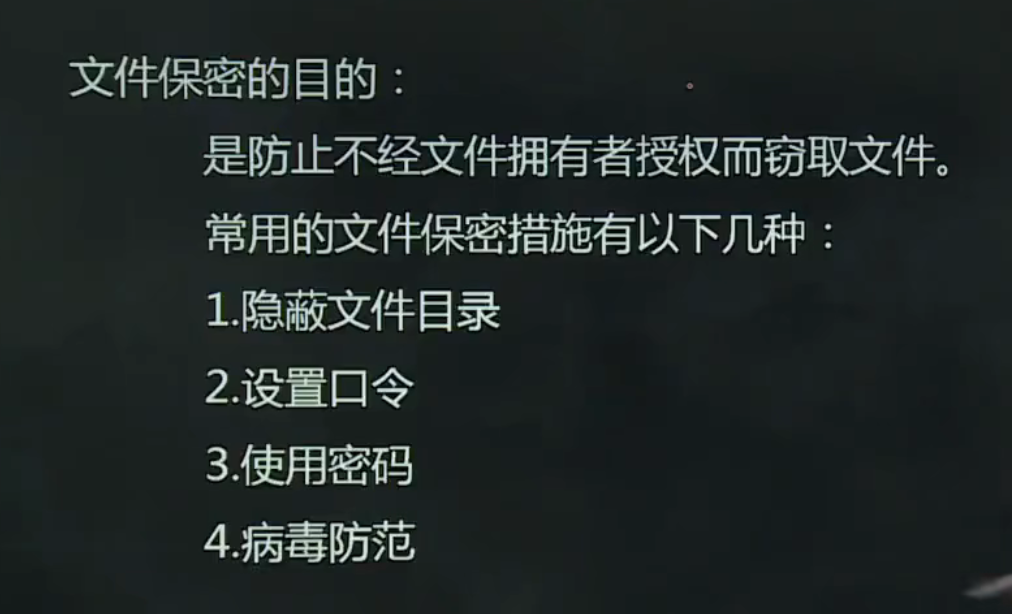 文件保密的目的：
是防止不经文件拥有者授权而窃取文件。
常用的文件保密措施有以下几种：
1.隐蔽文件目录
2.设置口令
3.使用密码
4.病毒防范